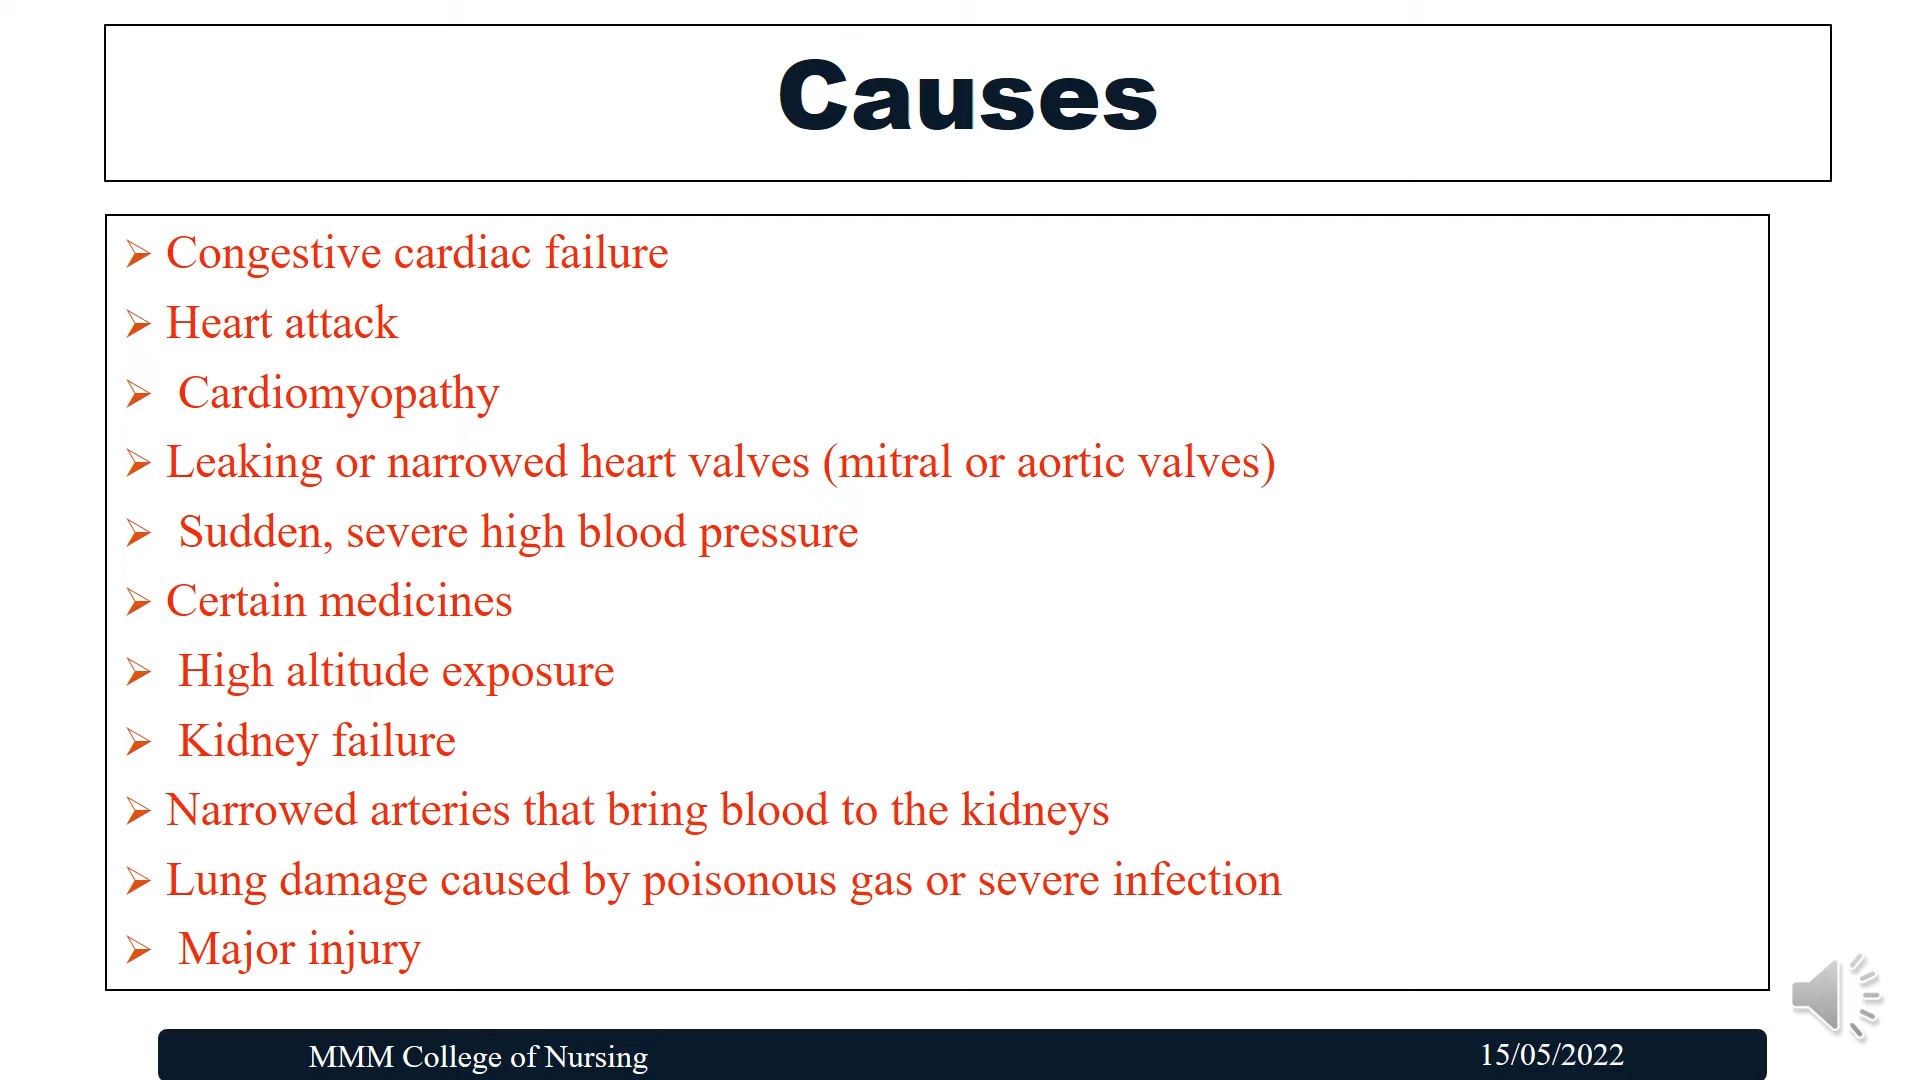 Causes
Congestive cardiac failure
Heart attack
Cardiomyopathy
Leaking or narrowed heart valves (mitral or aortic valves)
Sudden, severe high blood pressure
Certain medicines
High altitude exposure
Kidney failure
Narrowed arteries that bring blood to the kidneys
Lung damage caused by poisonous gas or severe infection
Major injury
MMM College of Nursing
15/05/2022